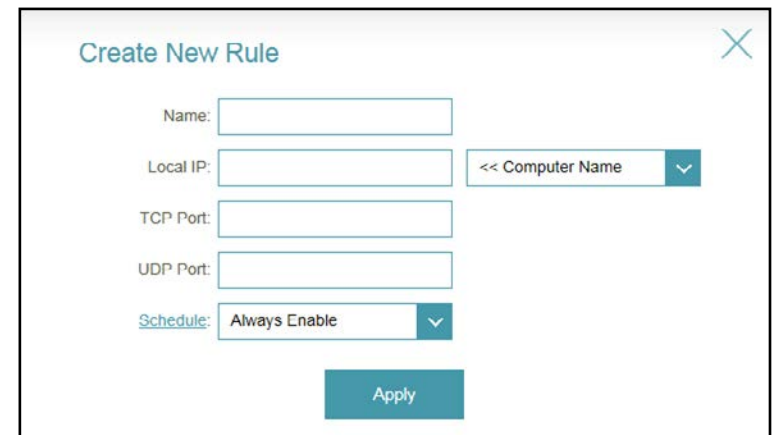 Create New Rule
Name:
Local IP: << Computer Name
TCP Port:
UDP Port:
Schedule: Always Enable
Apply